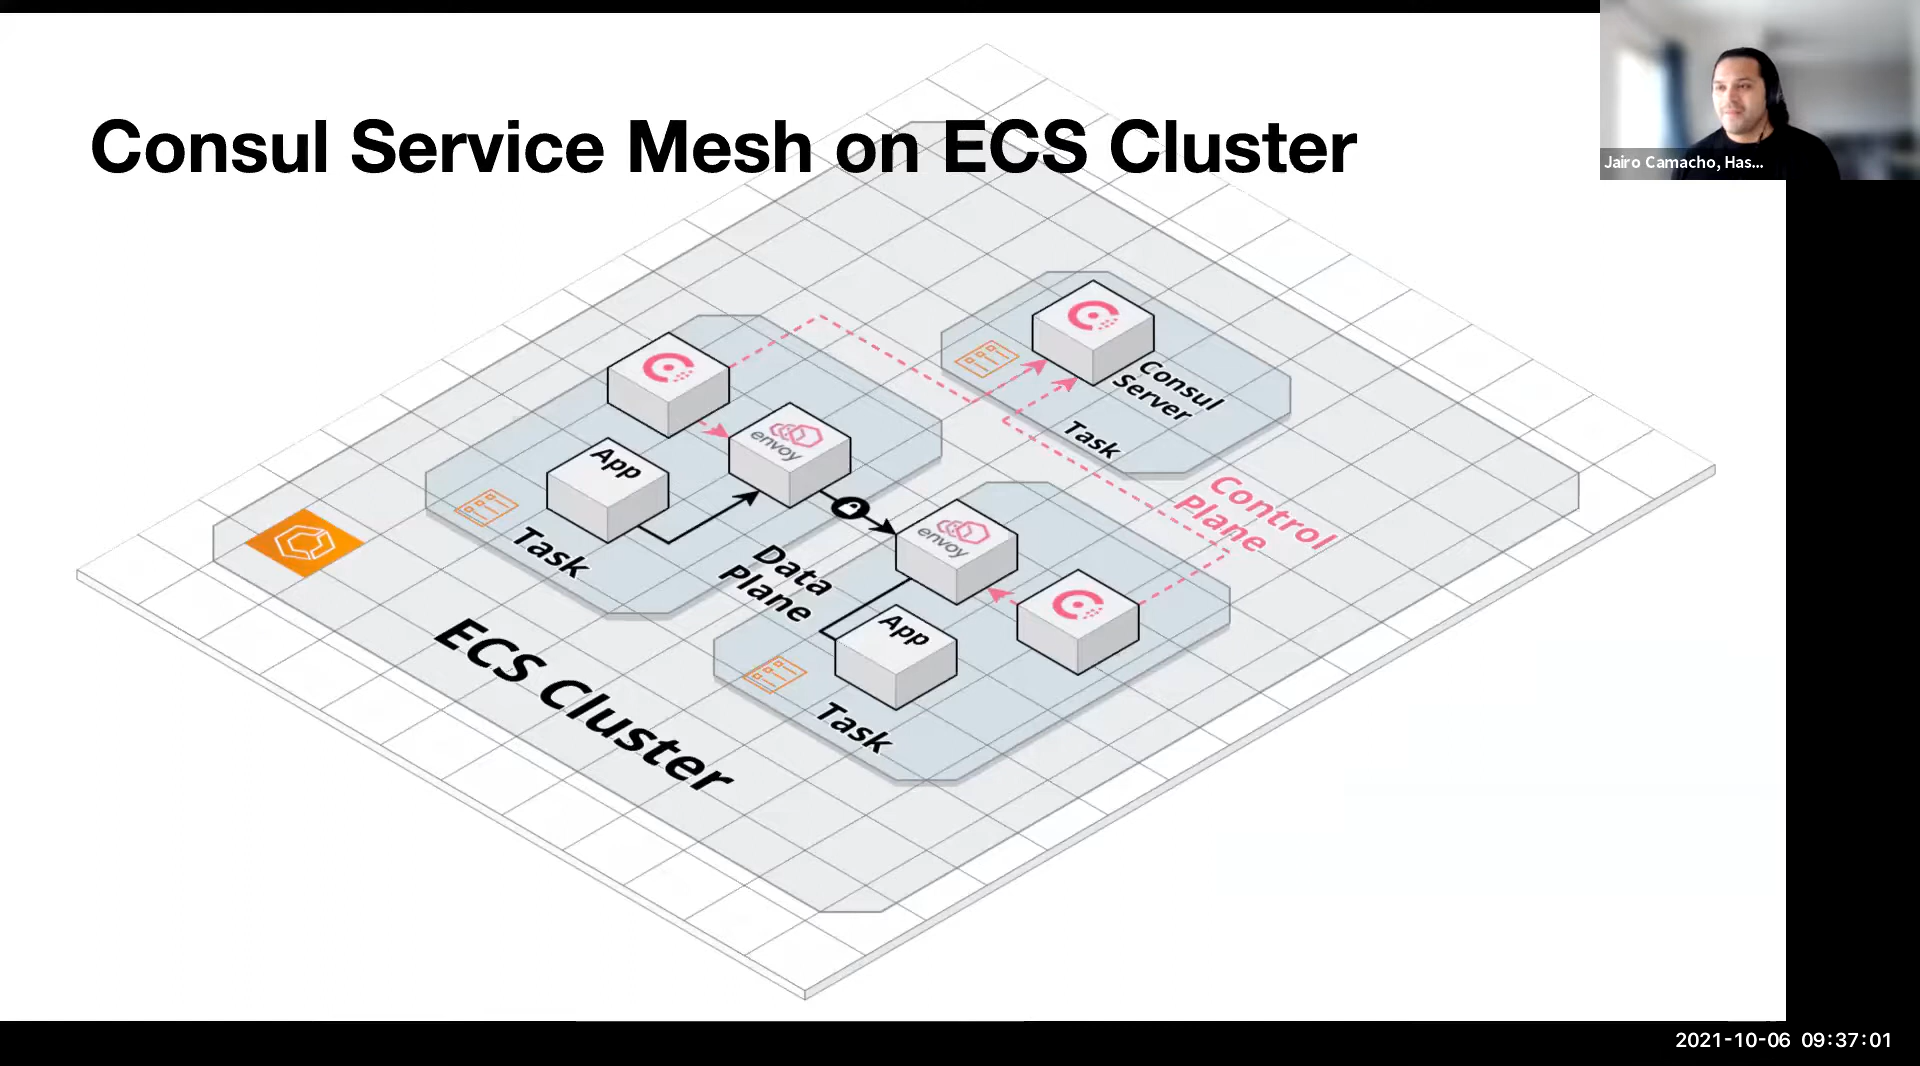 Consul Service Mesh on ECS Cluster
Jairo Camacho, Has...
Consul
Server
Task
envoy
App
Task
Control
Plane
envoy
Data
Plane
App
Task
ECS Cluster
2021-10-06 09:37:01